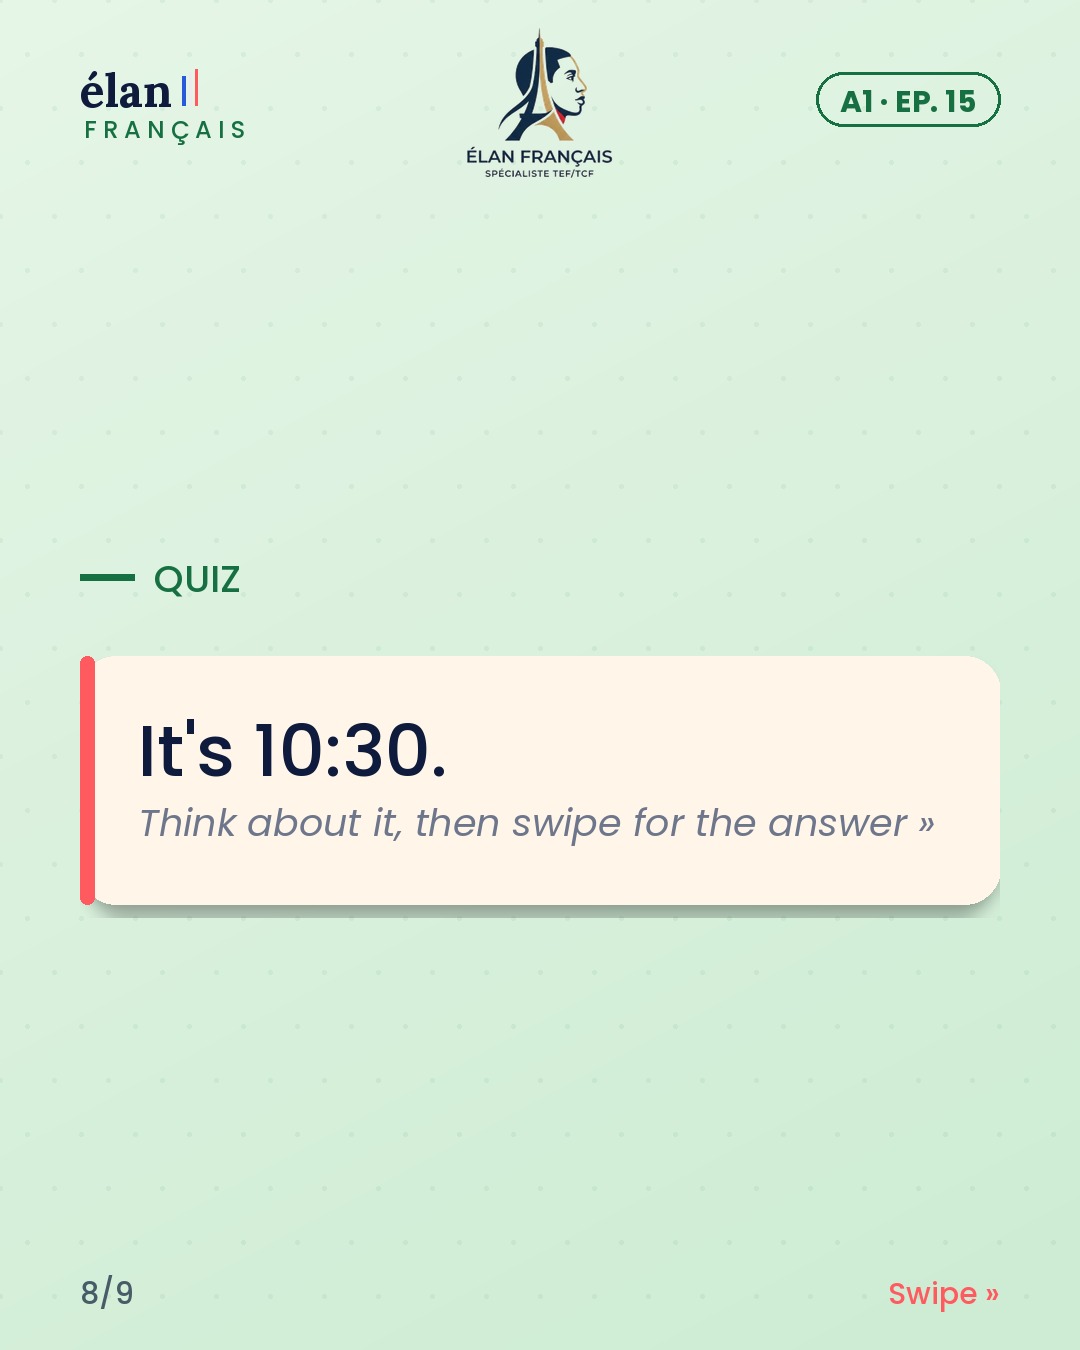 élan
FRANÇAIS
ÉLAN FRANÇAIS
SPÉCIALISTE TEF/TCF
A1 · EP. 15
QUIZ
It's 10:30.
Think about it, then swipe for the answer »
8/9
Swipe »